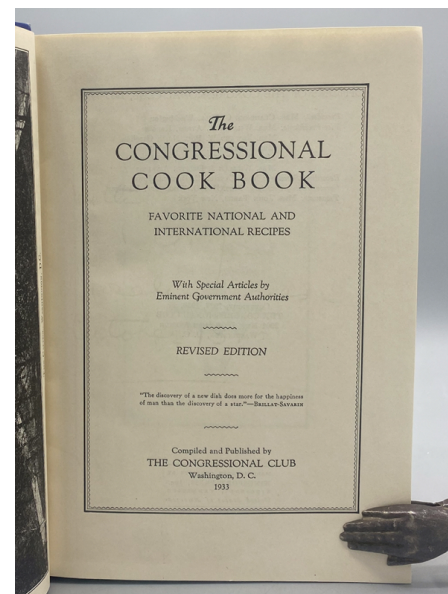 The
CONGRESSIONAL
COOK BOOK
FAVORITE NATIONAL AND
INTERNATIONAL RECIPES
With Special Articles by
Eminent Government Authorities
REVISED EDITION
"The discovery of a new dish does more for the happiness
of man than the discovery of a star."—BRILLAT-SAVARIN
Compiled and Published by
THE CONGRESSIONAL CLUB
Washington, D. C.
1933